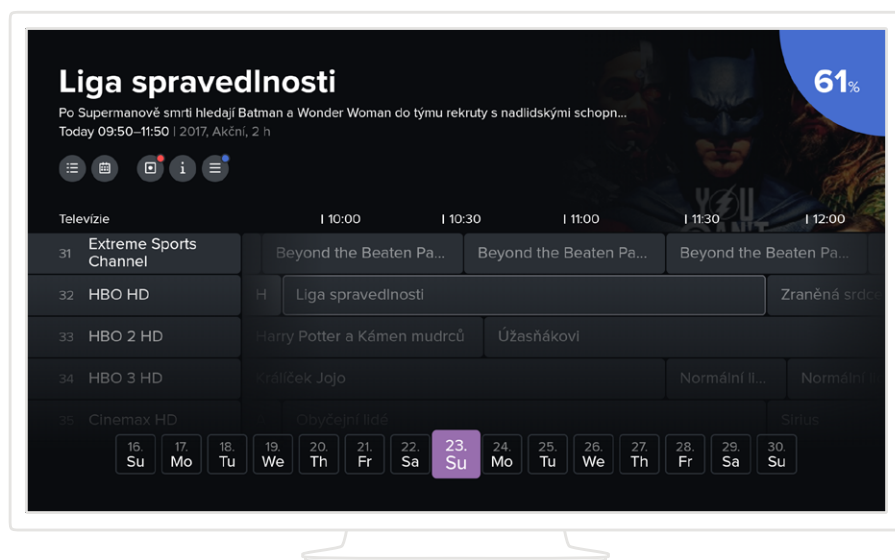 Liga spravedlnosti
61%
Po Supermanově smrti hledají Batman a Wonder Woman do týmu rekruty s nadlidskými schopn...
Today 09:50–11:50 | 2017, Akční, 2 h
Televízie
10:00
10:30
11:00
11:30
12:00
YOU
CAN'T
31 Extreme Sports
Channel
Beyond the Beaten Pa...
Beyond the Beaten Pa...
Beyond the Beaten Pa...
32 HBO HD
H
Liga spravedlnosti
Zraněná srdce
33 HBO 2 HD
Harry Potter a Kámen mudrců
Úžasňákovi
34 HBO 3 HD
Králíček Jojo
Normální li...
Normální
35 Cinemax HD
Obyčejní lidé
Sirius
16. 17. 18. 19. 20. 21. 22. 23. 24. 25. 26. 27. 28. 29. 30.
Su Mo Tu We Th Fr Sa Su Mo Tu We Th Fr Sa Su